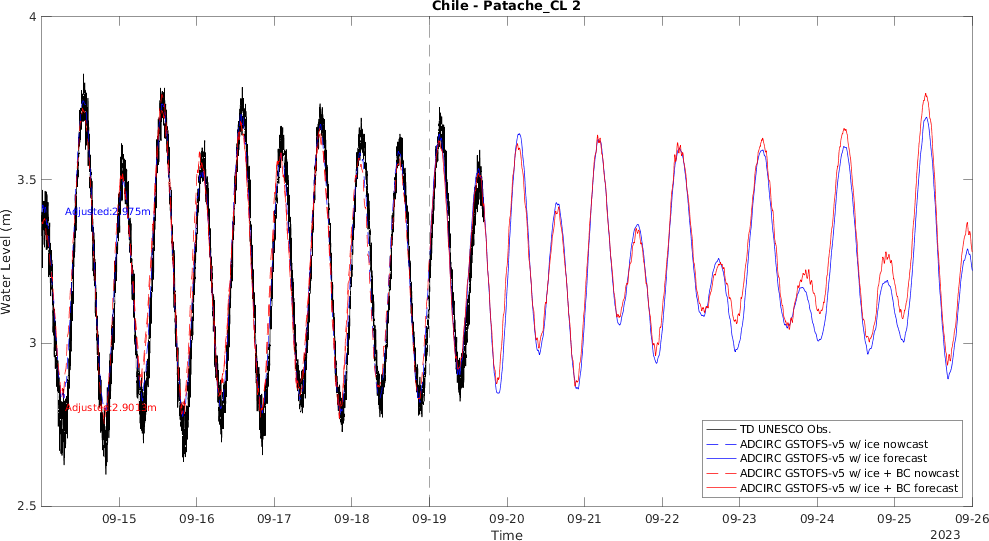 Chile - Patache_CL 2
Water Level (m)
4
3.5
3
2.5
Adjusted:2.975m
TD UNESCO Obs.
ADCIRC GSTOFS-v5 w/ ice nowcast
ADCIRC GSTOFS-v5 w/ ice forecast
ADCIRC GSTOFS-v5 w/ ice + BC nowcast
ADCIRC GSTOFS-v5 w/ ice + BC forecast
09-15
09-16
09-17
09-18
09-19
09-20
09-21
09-22
09-23
09-24
09-25
09-26
Time
2023